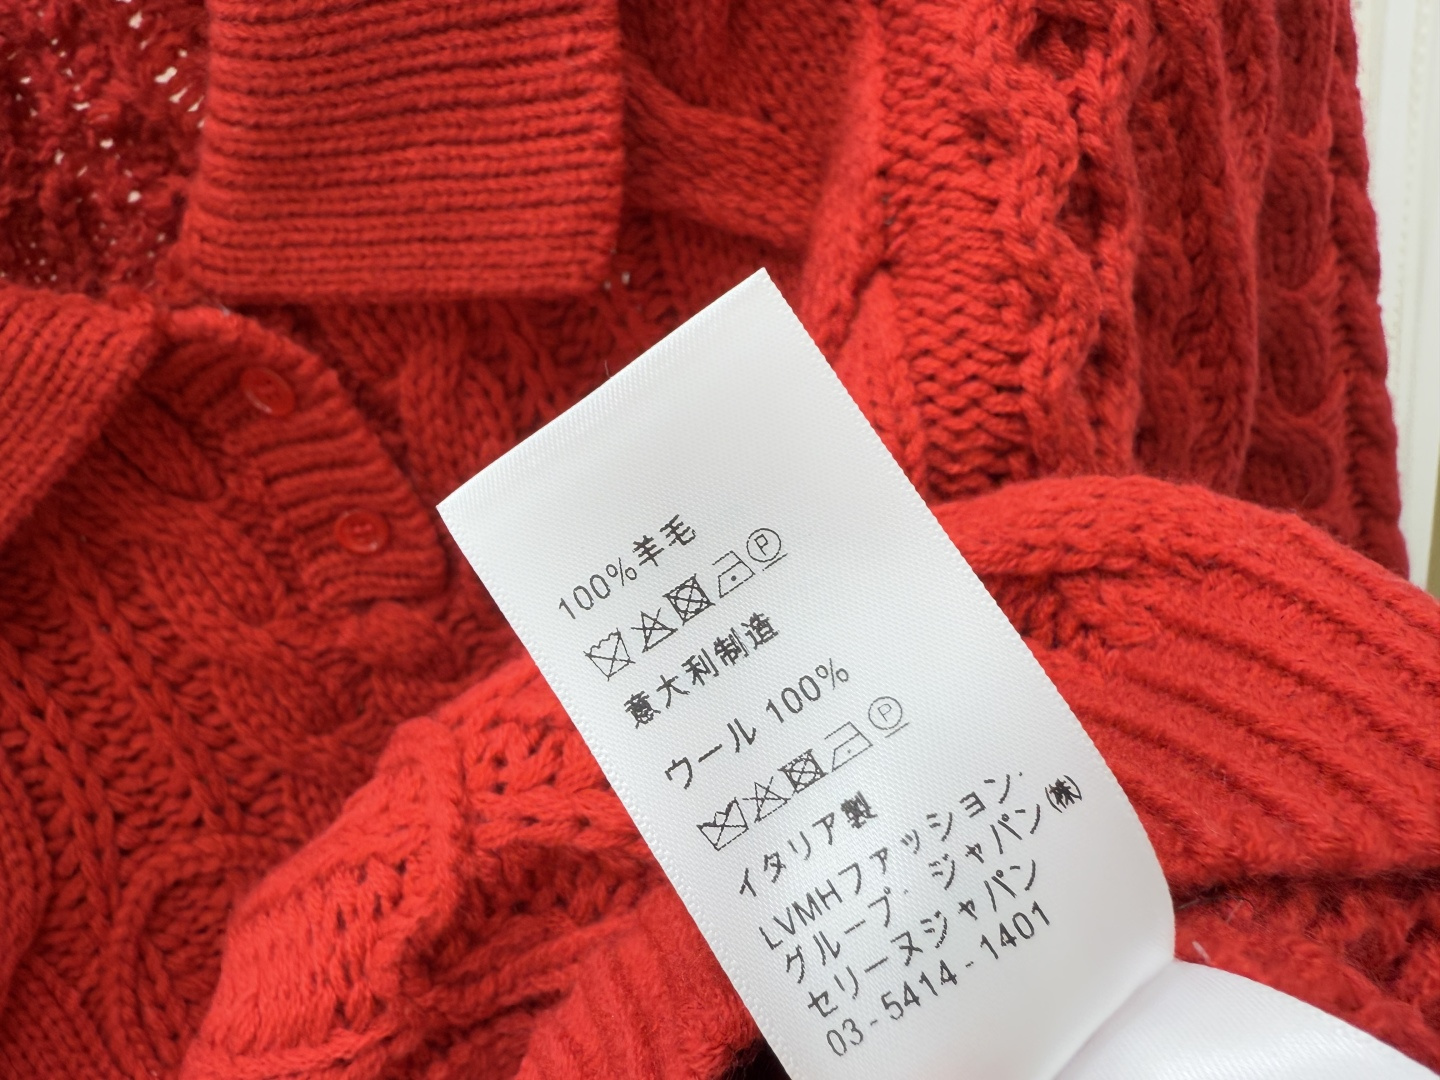 100%羊毛
P
意大利制造
ウール 100%
P
イタリア製
LVMHファッション・
グループ・ジャパン(株)
セリーヌジャパン
03-5414-1401